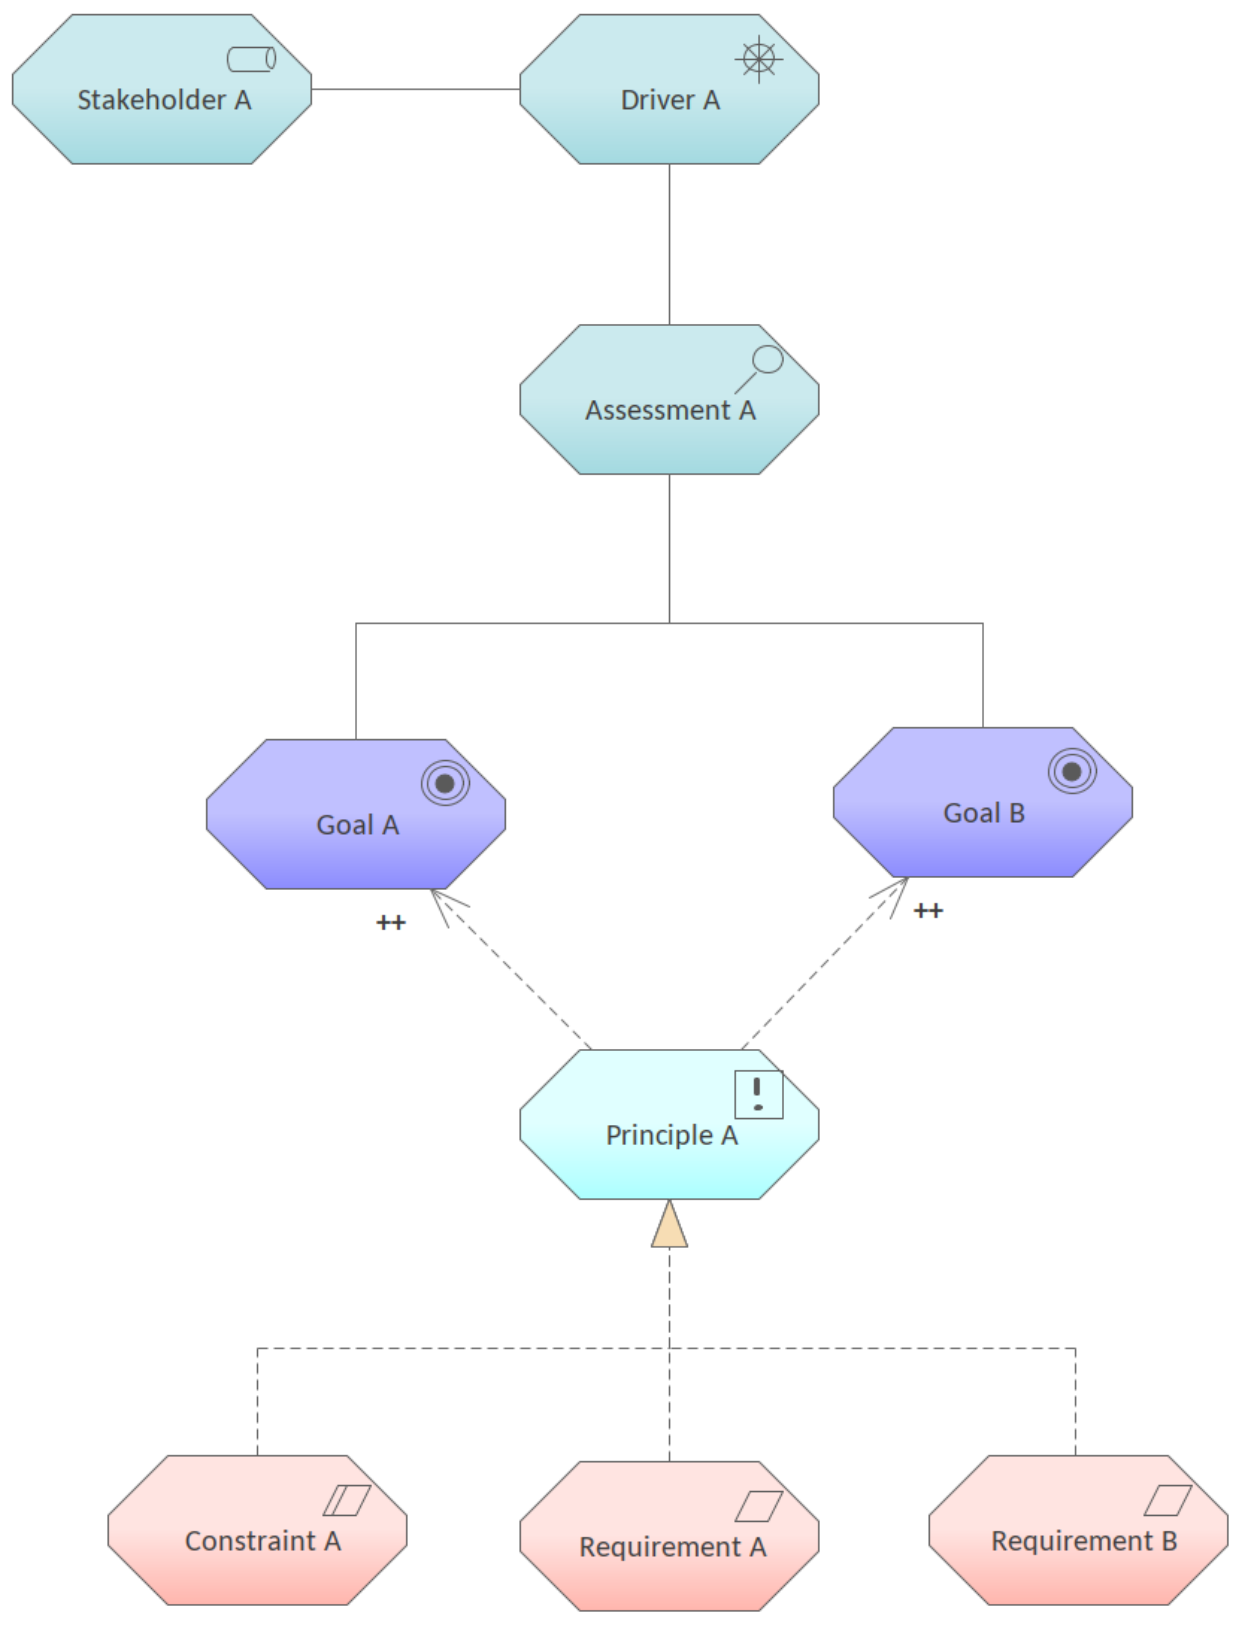 Stakeholder A
Driver A
Assessment A
Goal A
Goal B
++
++
!
Principle A
Constraint A
Requirement A
Requirement B